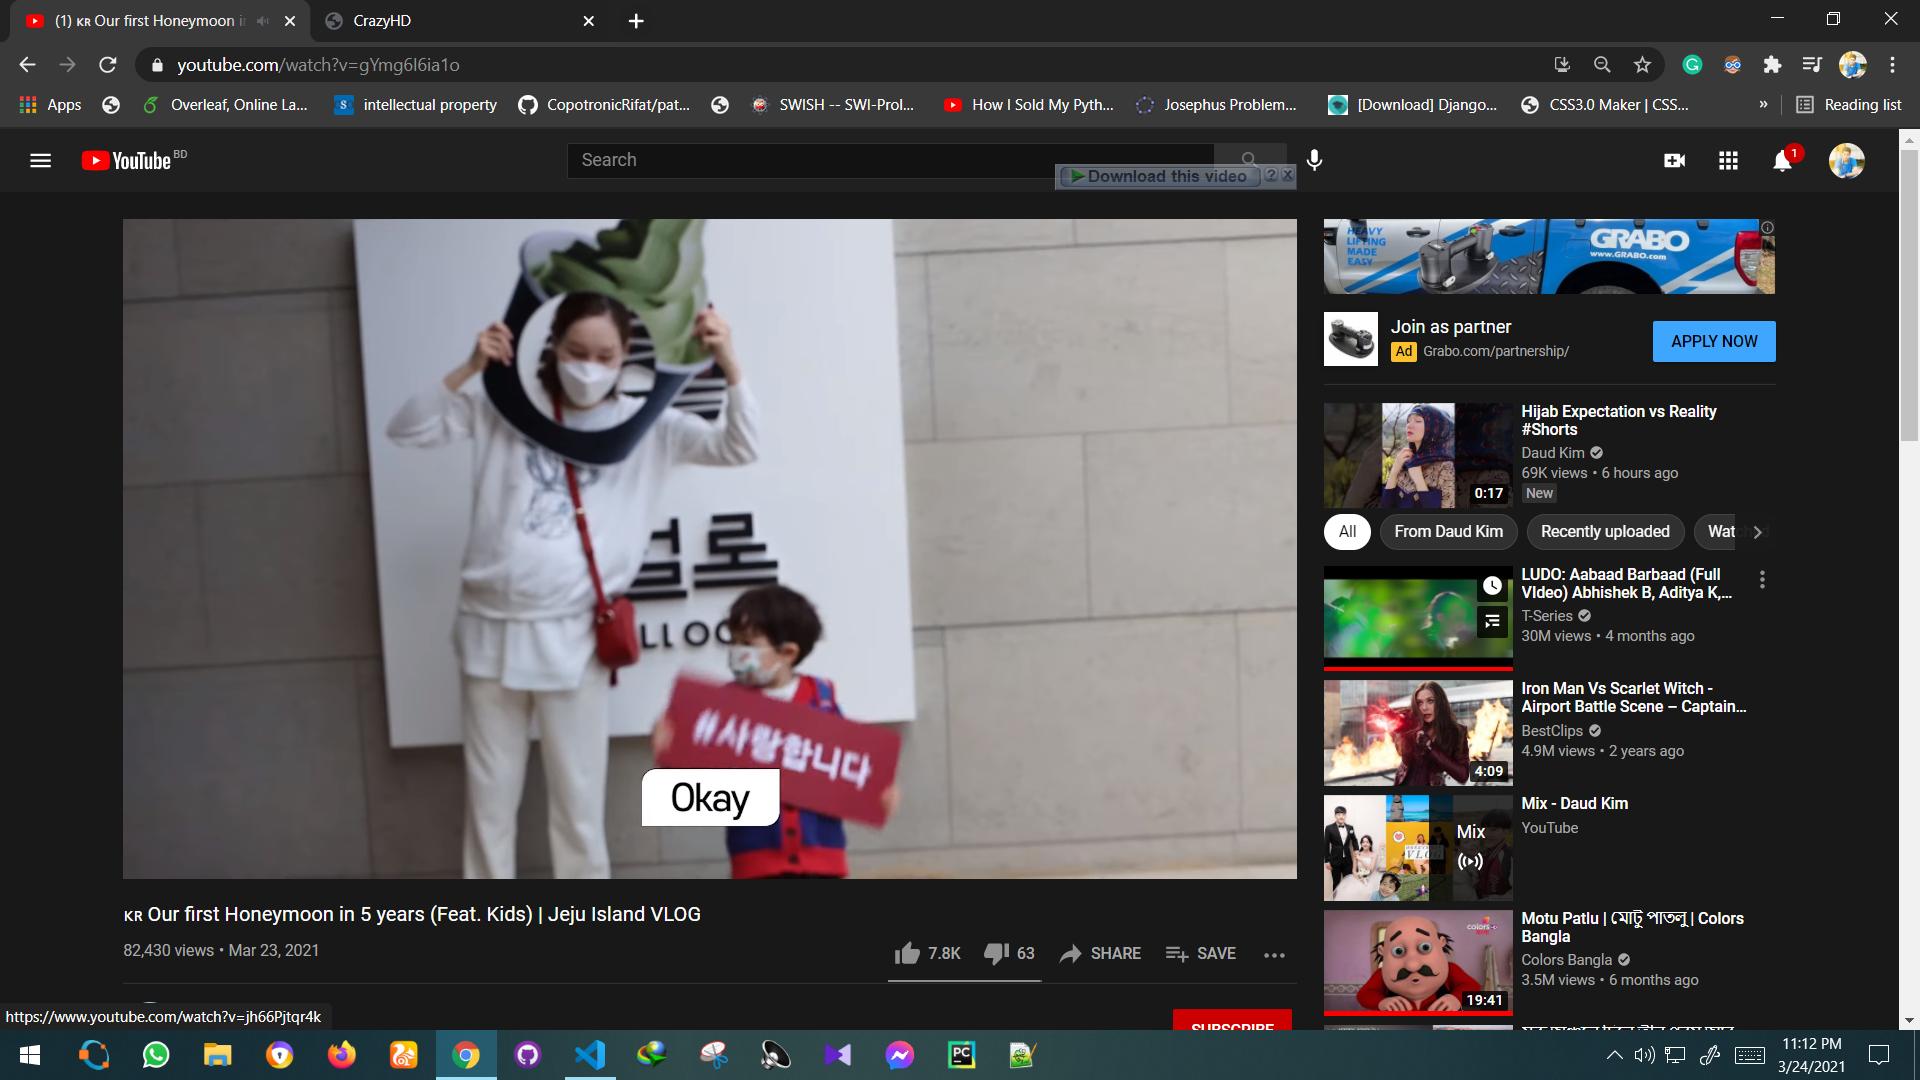 (1) ᴋʀ Our first Honeymoon in
CrazyHD
youtube.com/watch?v=gYmg6I6ia1o
Apps
Overleaf, Online La...
intellectual property
CopotronicRifat/pat...
SWISH -- SWI-Prol...
How I Sold My Pyth...
Josephus Problem...
[Download] Django...
CSS3.0 Maker | CSS...
»
Reading list
YouTube BD
Search
Download this video
1
#사랑합니다
Okay
ᴋʀ Our first Honeymoon in 5 years (Feat. Kids) | Jeju Island VLOG
82,430 views • Mar 23, 2021
7.8K
63
SHARE
SAVE
SUBSCRIBE
HEAVY
LIFTING
MADE
EASY
GRABO
www.GRABO.com
Join as partner
Ad Grabo.com/partnership/
APPLY NOW
Hijab Expectation vs Reality
#Shorts
Daud Kim
69K views • 6 hours ago
New
0:17
All
From Daud Kim
Recently uploaded
LUDO: Aabaad Barbaad (Full
VIdeo) Abhishek B, Aditya K,...
T-Series
30M views • 4 months ago
Iron Man Vs Scarlet Witch -
Airport Battle Scene – Captain...
BestClips
4.9M views • 2 years ago
4:09
Mix - Daud Kim
YouTube
Mix
Motu Patlu | মোটু পাতলু | Colors
Bangla
Colors Bangla
3.5M views • 6 months ago
19:41
https://www.youtube.com/watch?v=jh66Pjtqr4k
11:12 PM
3/24/2021